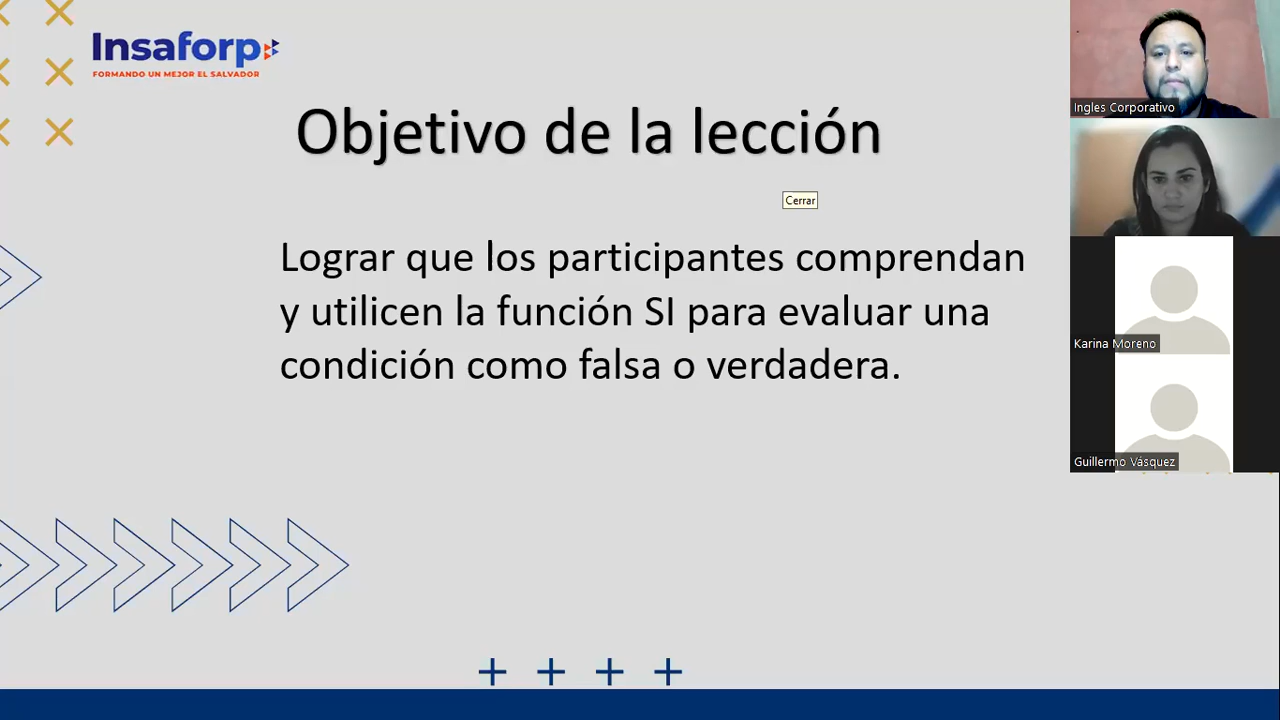 Insaforp
FORMANDO UN MEJOR EL SALVADOR
Objetivo de la lección
Cerrar
Lograr que los participantes comprendan
y utilicen la función SI para evaluar una
condición como falsa o verdadera.
Ingles Corporativo
Karina Moreno
Guillermo Vásquez